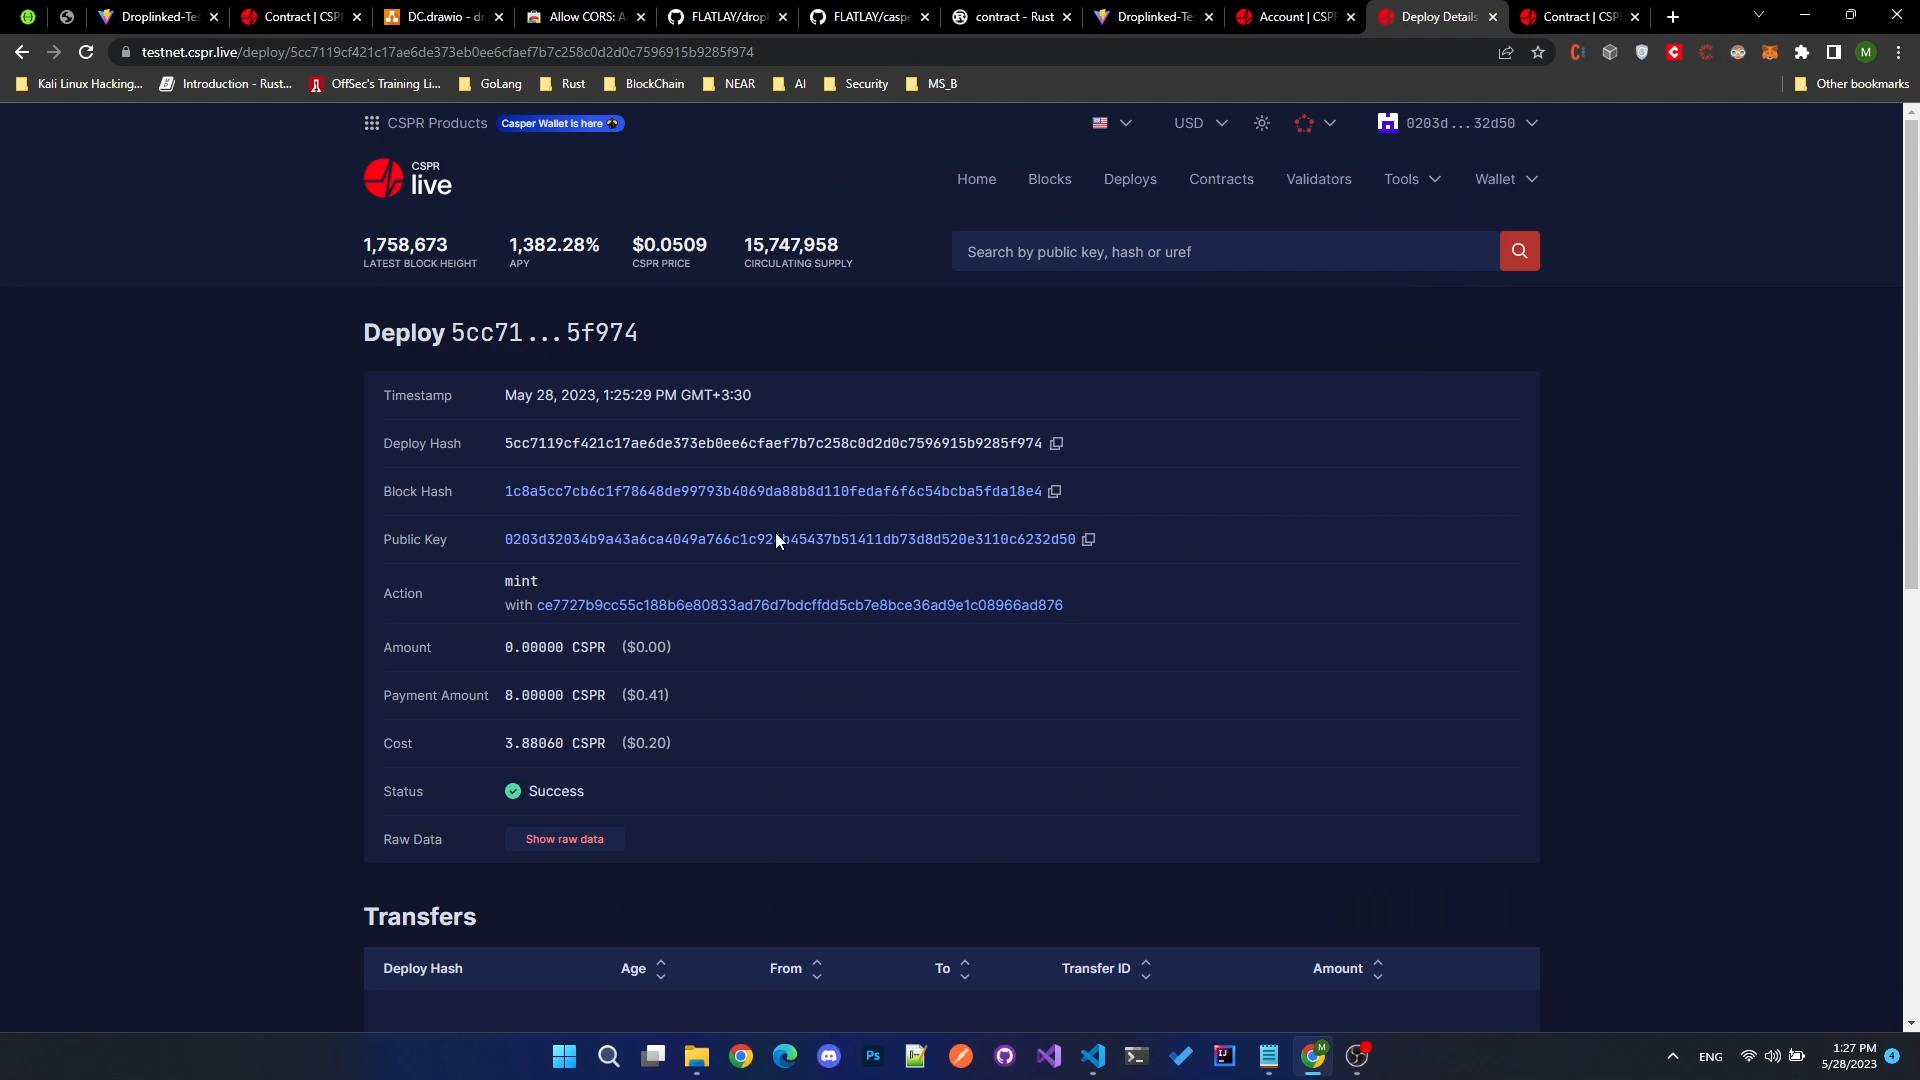 Droplinked-Te:
Contract | CSP
DC.drawio - dr
Allow CORS: A
FLATLAY/dropl
FLATLAY/caspe
contract - Rust
Droplinked-Te:
Account | CSP
Deploy Details
Contract | CSP
testnet.cspr.live/deploy/5cc7119cf421c17ae6de373eb0ee6cfaef7b7c258c0d2d0c7596915b9285f974
M
Kali Linux Hacking...
Introduction - Rust...
OffSec's Training Li...
GoLang
Rust
BlockChain
NEAR
AI
Security
MS_B
Other bookmarks
CSPR Products
Casper Wallet is here
USD
0203d...32d50
CSPR
live
Home
Blocks
Deploys
Contracts
Validators
Tools
Wallet
1,758,673
1,382.28%
$0.0509
15,747,958
LATEST BLOCK HEIGHT
APY
CSPR PRICE
CIRCULATING SUPPLY
Search by public key, hash or uref
Deploy 5cc71...5f974
Timestamp May 28, 2023, 1:25:29 PM GMT+3:30
Deploy Hash 5cc7119cf421c17ae6de373eb0ee6cfaef7b7c258c0d2d0c7596915b9285f974
Block Hash 1c8a5cc7cb6c1f78648de99793b4069da88b8d110fedaf6f6c54bcba5fda18e4
Public Key
mint
Action
with ce7727b9cc55c188b6e80833ad76d7bdcffdd5cb7e8bce36ad9e1c08966ad876
Amount 0.00000 CSPR ($0.00)
Payment Amount 8.00000 CSPR ($0.41)
Cost 3.88060 CSPR ($0.20)
Status Success
Raw Data Show raw data
Transfers
Deploy Hash Age From To Transfer ID Amount
ENG
1:27 PM
5/28/2023
4